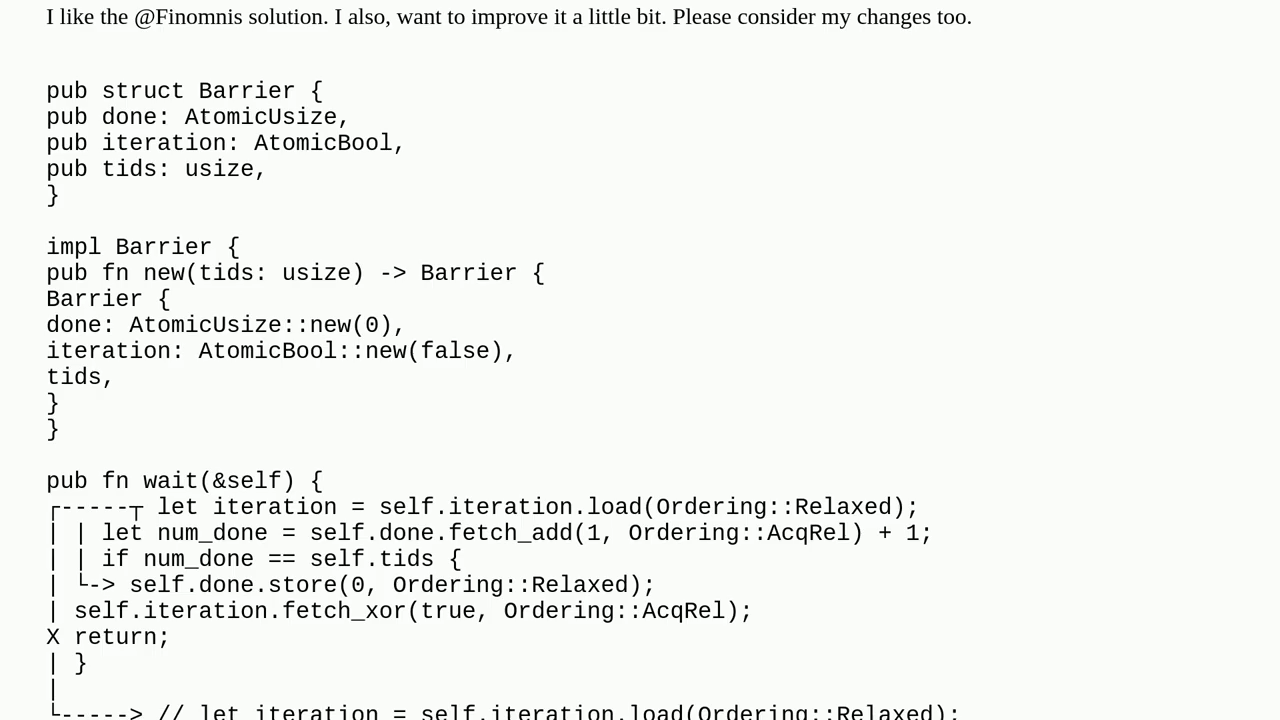 I like the @Finomnis solution. I also, want to improve it a little bit. Please consider my changes too.
pub struct Barrier {
pub done: AtomicUsize,
pub iteration: AtomicBool,
pub tids: usize,
}
impl Barrier {
pub fn new(tids: usize) -> Barrier {
Barrier {
done: AtomicUsize::new(0),
iteration: AtomicBool::new(false),
tids,
}
}
pub fn wait(&self) {
┌-----┬ let iteration = self.iteration.load(Ordering::Relaxed);
| | let num_done = self.done.fetch_add(1, Ordering::AcqRel) + 1;
| | if num_done == self.tids {
| └-> self.done.store(0, Ordering::Relaxed);
| self.iteration.fetch_xor(true, Ordering::AcqRel);
X return;
| }
|
└-----> // let iteration = self.iteration.load(Ordering::Relaxed);